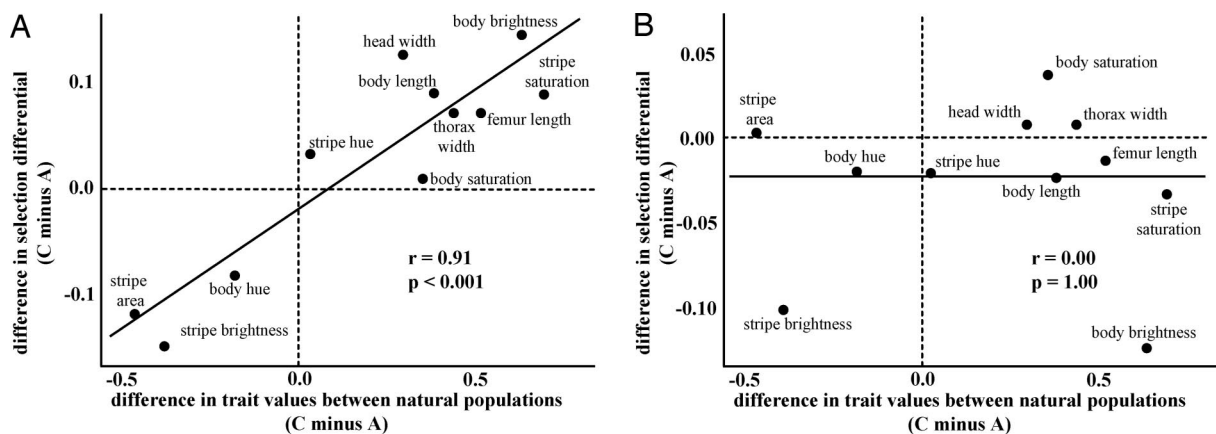 A
difference in selection differential
(C minus A)
0.1
0.0
-0.1
body brightness
head width
stripe
saturation
body length
femur length
thorax
width
stripe hue
body saturation
stripe
area
body hue
stripe brightness
r = 0.91
p < 0.001
-0.5
0.0
0.5
difference in trait values between natural populations
(C minus A)
B
difference in selection differential
(C minus A)
0.05
0.00
-0.05
-0.10
body saturation
stripe
area
head width
thorax width
femur length
body hue
stripe hue
body length
stripe
saturation
r = 0.00
p = 1.00
stripe brightness
body brightness
-0.5
0.0
0.5
difference in trait values between natural populations
(C minus A)